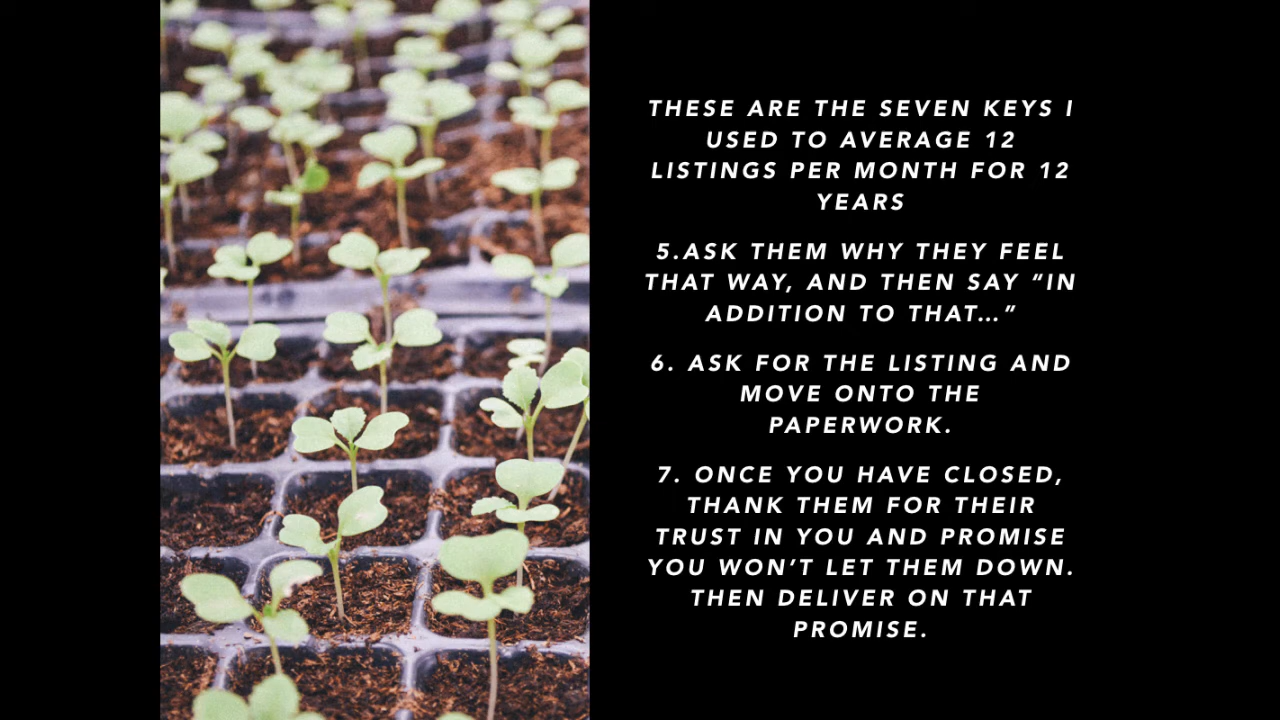 THESE ARE THE SEVEN KEYS I
USED TO AVERAGE 12
LISTINGS PER MONTH FOR 12
YEARS
5.ASK THEM WHY THEY FEEL
THAT WAY, AND THEN SAY “IN
ADDITION TO THAT…”
6. ASK FOR THE LISTING AND
MOVE ONTO THE
PAPERWORK.
7. ONCE YOU HAVE CLOSED,
THANK THEM FOR THEIR
TRUST IN YOU AND PROMISE
YOU WON’T LET THEM DOWN.
THEN DELIVER ON THAT
PROMISE.